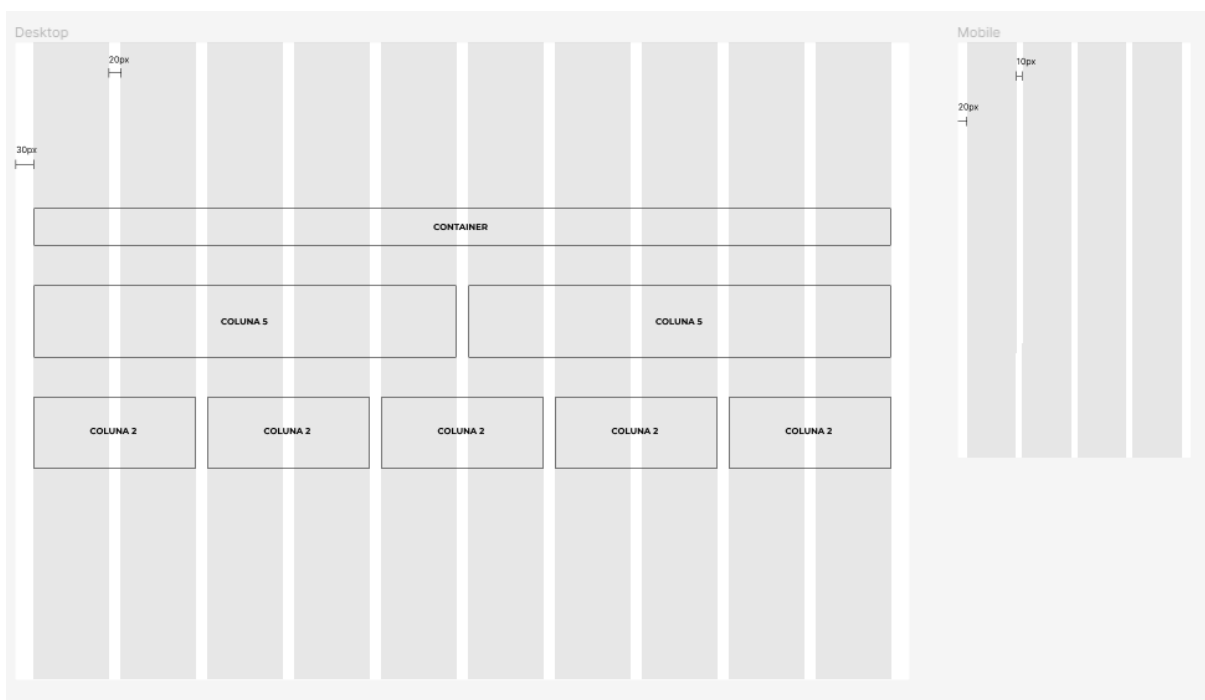 Desktop
Mobile
20px
10px
20px
30px
CONTAINER
COLUNA 5
COLUNA 5
COLUNA 2
COLUNA 2
COLUNA 2
COLUNA 2
COLUNA 2